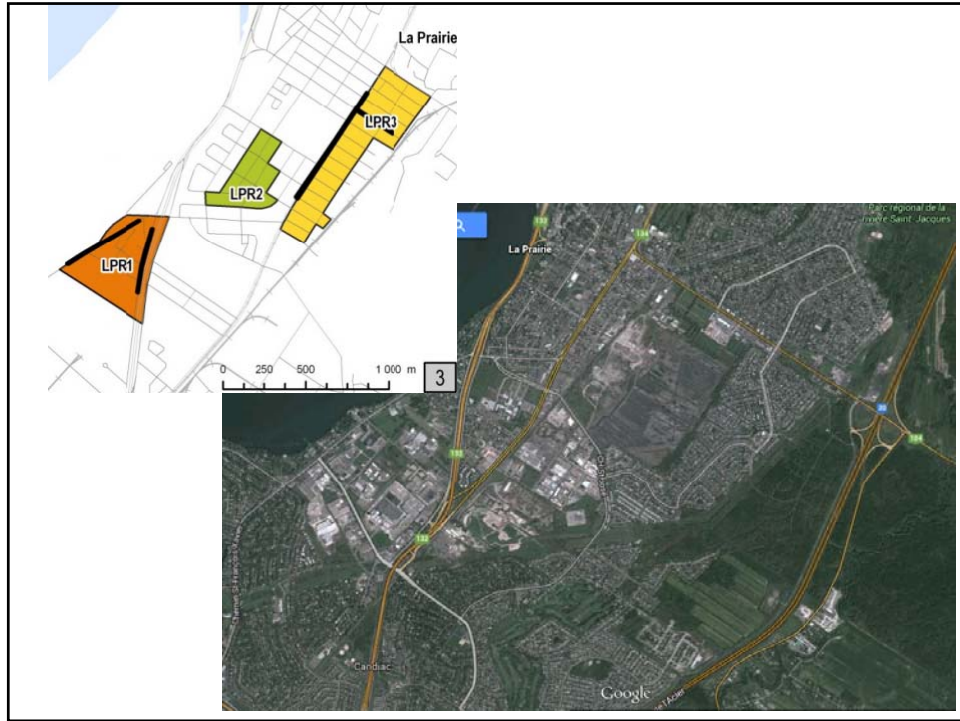 La Prairie
LPR3
LPR2
LPR1
0 250 500 1 000 m
3
Parc régional de la
rivière Saint-Jacques
132
134
La Prairie
30
104
132
132
Candiac
Google